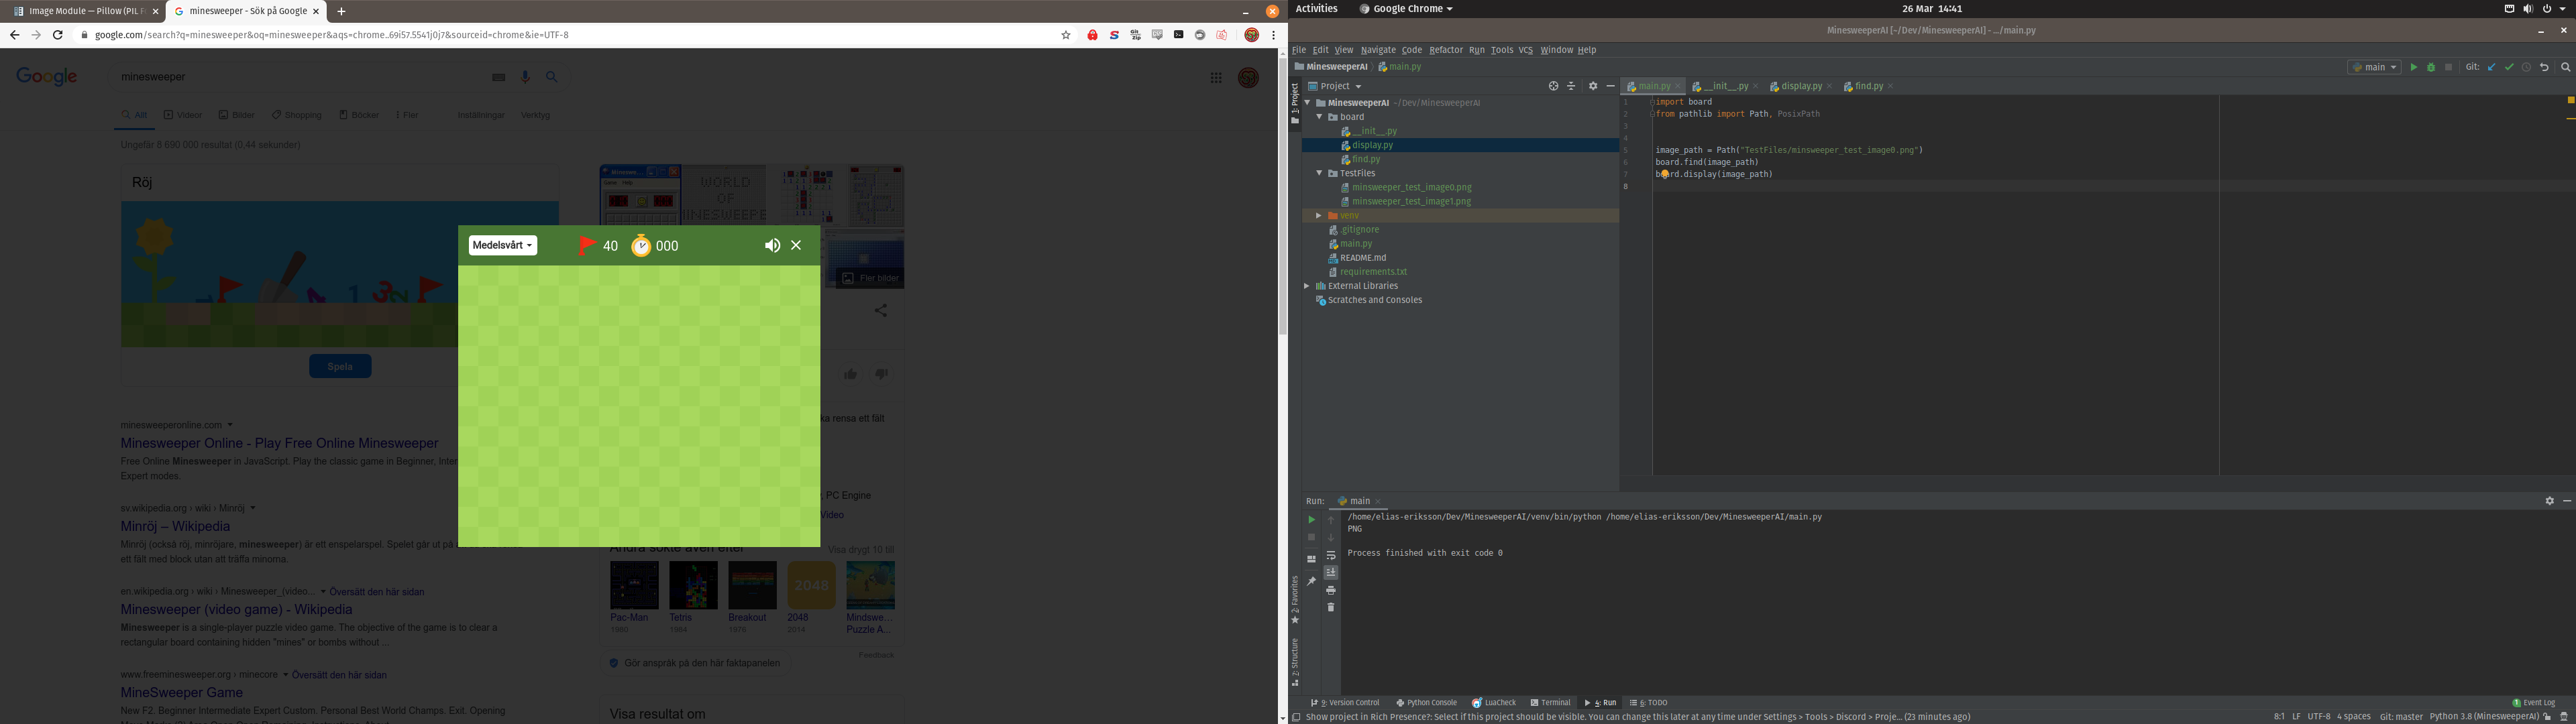 Image Module — Pillow (PIL F
minesweeper - Sök på Google
google.com/search?q=minesweeper&oq=minesweeper&aqs=chrome..69i57.5541j0j7&sourceid=chrome&ie=UTF-8
Google
minesweeper
Allt
Videor
Bilder
Shopping
Böcker
Fler
Inställningar
Verktyg
Ungefär 8 690 000 resultat (0,44 sekunder)
Röj
Spela
WORLD
OF
Fler bilder
Medelsvårt
40
000
ka rensa ett fält
, PC Engine
Video
minesweeperonline.com
Minesweeper Online - Play Free Online Minesweeper
Free Online Minesweeper in JavaScript. Play the classic game in Beginner, Inter
Expert modes.
sv.wikipedia.org › wiki › Minröj
Minröj – Wikipedia
Minröj (också röj, minröjare, minesweeper) är ett enspelarspel. Spelet går ut på
ett fält med block utan att träffa minorna.
en.wikipedia.org › wiki › Minesweeper_(video...
Översätt den här sidan
Minesweeper (video game) - Wikipedia
Minesweeper is a single-player puzzle video game. The objective of the game is to clear a
rectangular board containing hidden "mines" or bombs without ...
www.freeminesweeper.org › minecore
Översätt den här sidan
MineSweeper Game
New F2. Beginner Intermediate Expert Custom. Personal Best World Champs. Exit. Opening
Andra sökte även efter
Visa drygt 10 till
2048
Pac-Man
1980
Tetris
1984
Breakout
1976
2048
2014
Mindswe...
Puzzle A...
Feedback
Gör anspråk på den här faktapanelen
Visa resultat om
Activities
Google Chrome
26 Mar 14:41
MinesweeperAI [~/Dev/MinesweeperAI] - .../main.py
File Edit View Navigate Code Refactor Run Tools VCS Window Help
MinesweeperAI
main.py
main
Git:
1: Project
Project
MinesweeperAI ~/Dev/MinesweeperAI
board
__init__.py
display.py
find.py
TestFiles
minsweeper_test_image0.png
minsweeper_test_image1.png
venv
.gitignore
main.py
README.md
requirements.txt
External Libraries
Scratches and Consoles
main.py
__init__.py
display.py
find.py
1 import board
2 from pathlib import Path, PosixPath
3
4
5 image_path = Path("TestFiles/minsweeper_test_image0.png")
6 board.find(image_path)
7 board.display(image_path)
8
Run:
main
/home/elias-eriksson/Dev/MinesweeperAI/venv/bin/python /home/elias-eriksson/Dev/MinesweeperAI/main.py
PNG
Process finished with exit code 0
2: Favorites
Z: Structure
9: Version Control
Python Console
LuaCheck
Terminal
4: Run
6: TODO
1 Event Log
Show project in Rich Presence?: Select if this project should be visible. You can change this later at any time under Settings > Tools > Discord > Proje... (23 minutes ago)
8:1 LF UTF-8 4 spaces Git: master Python 3.8 (MinesweeperAI)